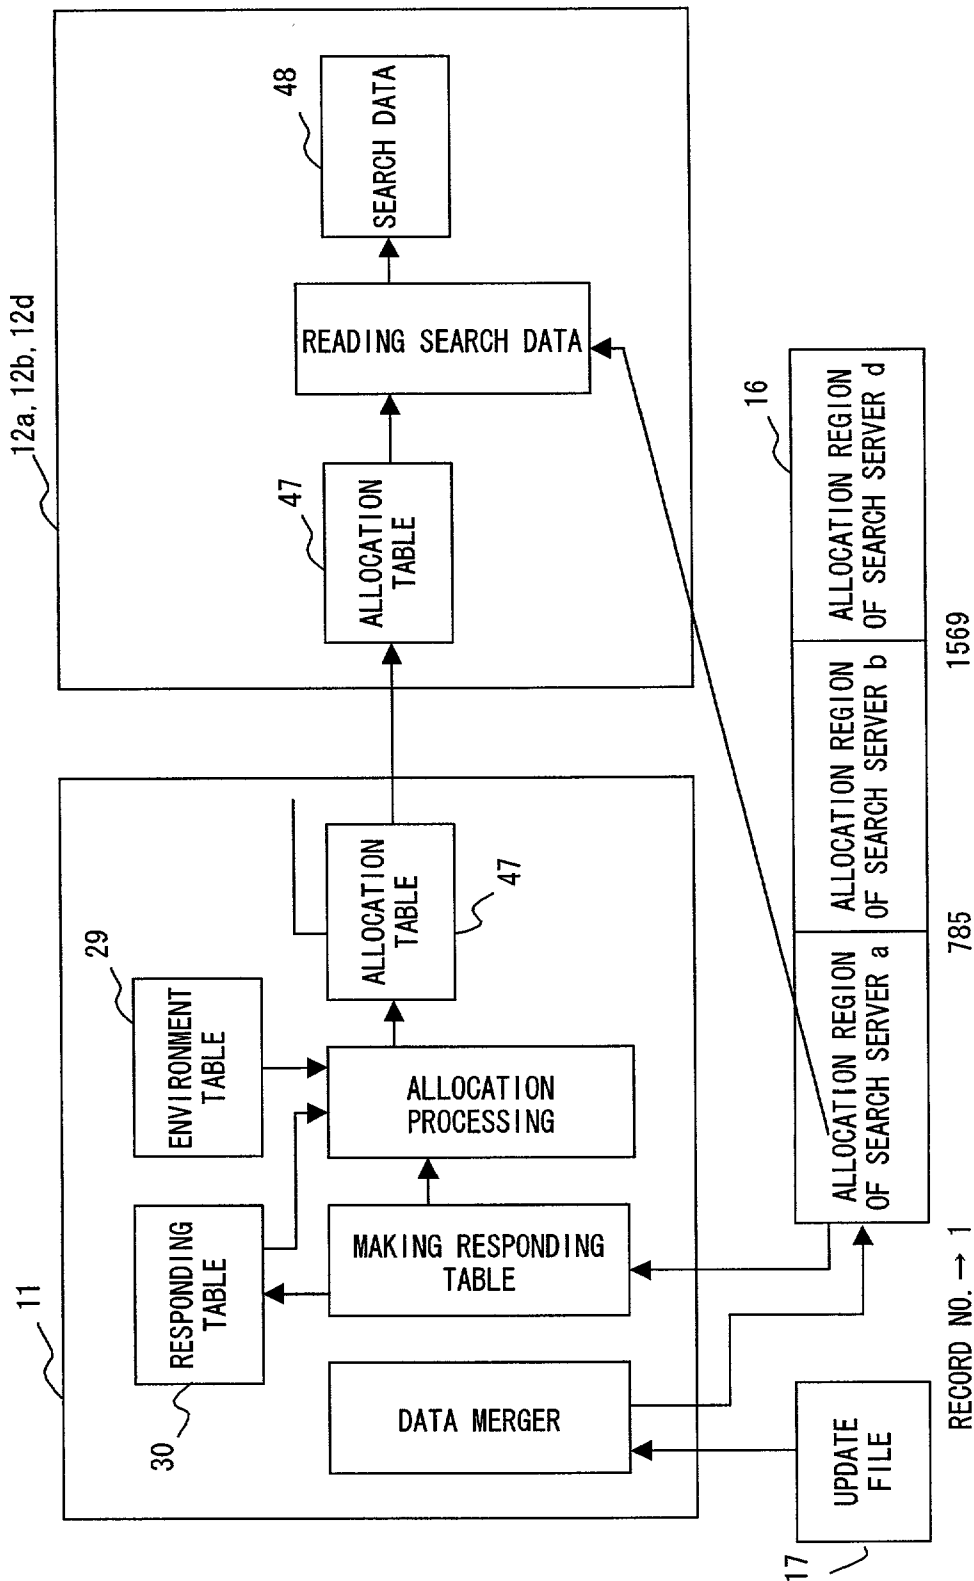 11
30
RESPONDING
TABLE
29
ENVIRONMENT
TABLE
DATA MERGER
MAKING RESPONDING
TABLE
ALLOCATION
PROCESSING
ALLOCATION
TABLE
47
12a, 12b, 12d
47
ALLOCATION
TABLE
READING SEARCH DATA
48
SEARCH DATA
17
UPDATE
FILE
16
ALLOCATION REGION
OF SEARCH SERVER a
ALLOCATION REGION
OF SEARCH SERVER b
ALLOCATION REGION
OF SEARCH SERVER d
RECORD NO. → 1
785
1569